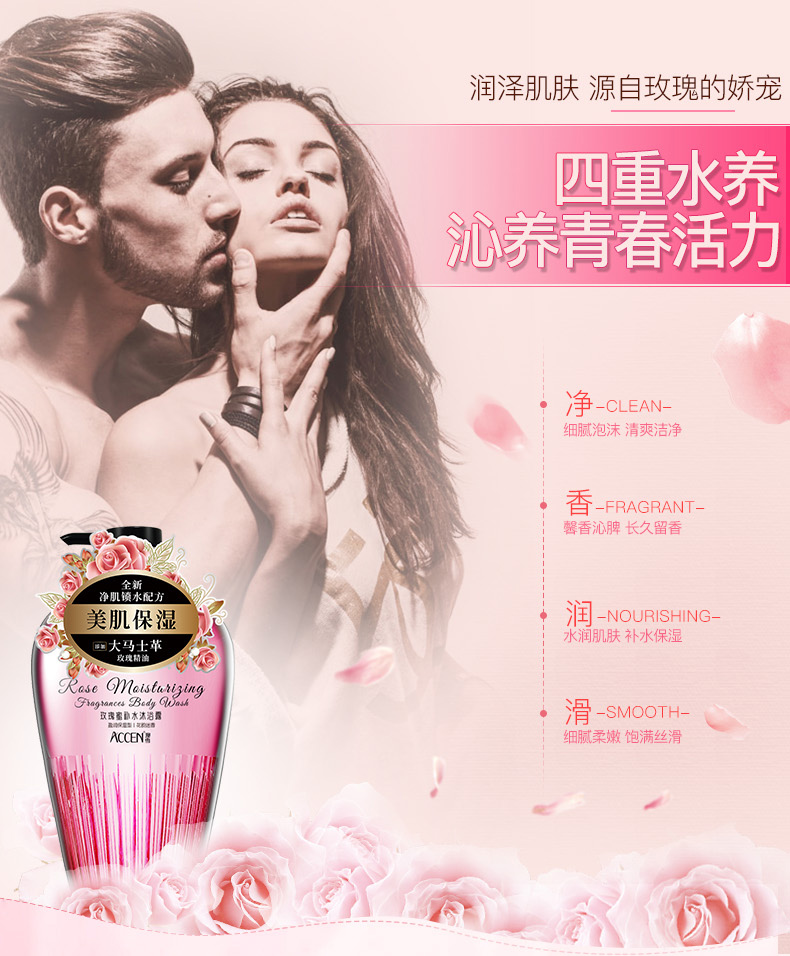 润泽肌肤 源自玫瑰的娇宠
四重水养
沁养青春活力
净-CLEAN-
细腻泡沫 清爽洁净
香-FRAGRANT-
馨香沁脾 长久留香
润-NOURISHING-
水润肌肤 补水保湿
滑-SMOOTH-
细腻柔嫩 饱满丝滑
全新
净肌锁水配方
美肌保湿
添加 大马士革
玫瑰精油
Rose Moisturizing
Fragrances Body Wash
玫瑰蜜补水沐浴露
ACCEN